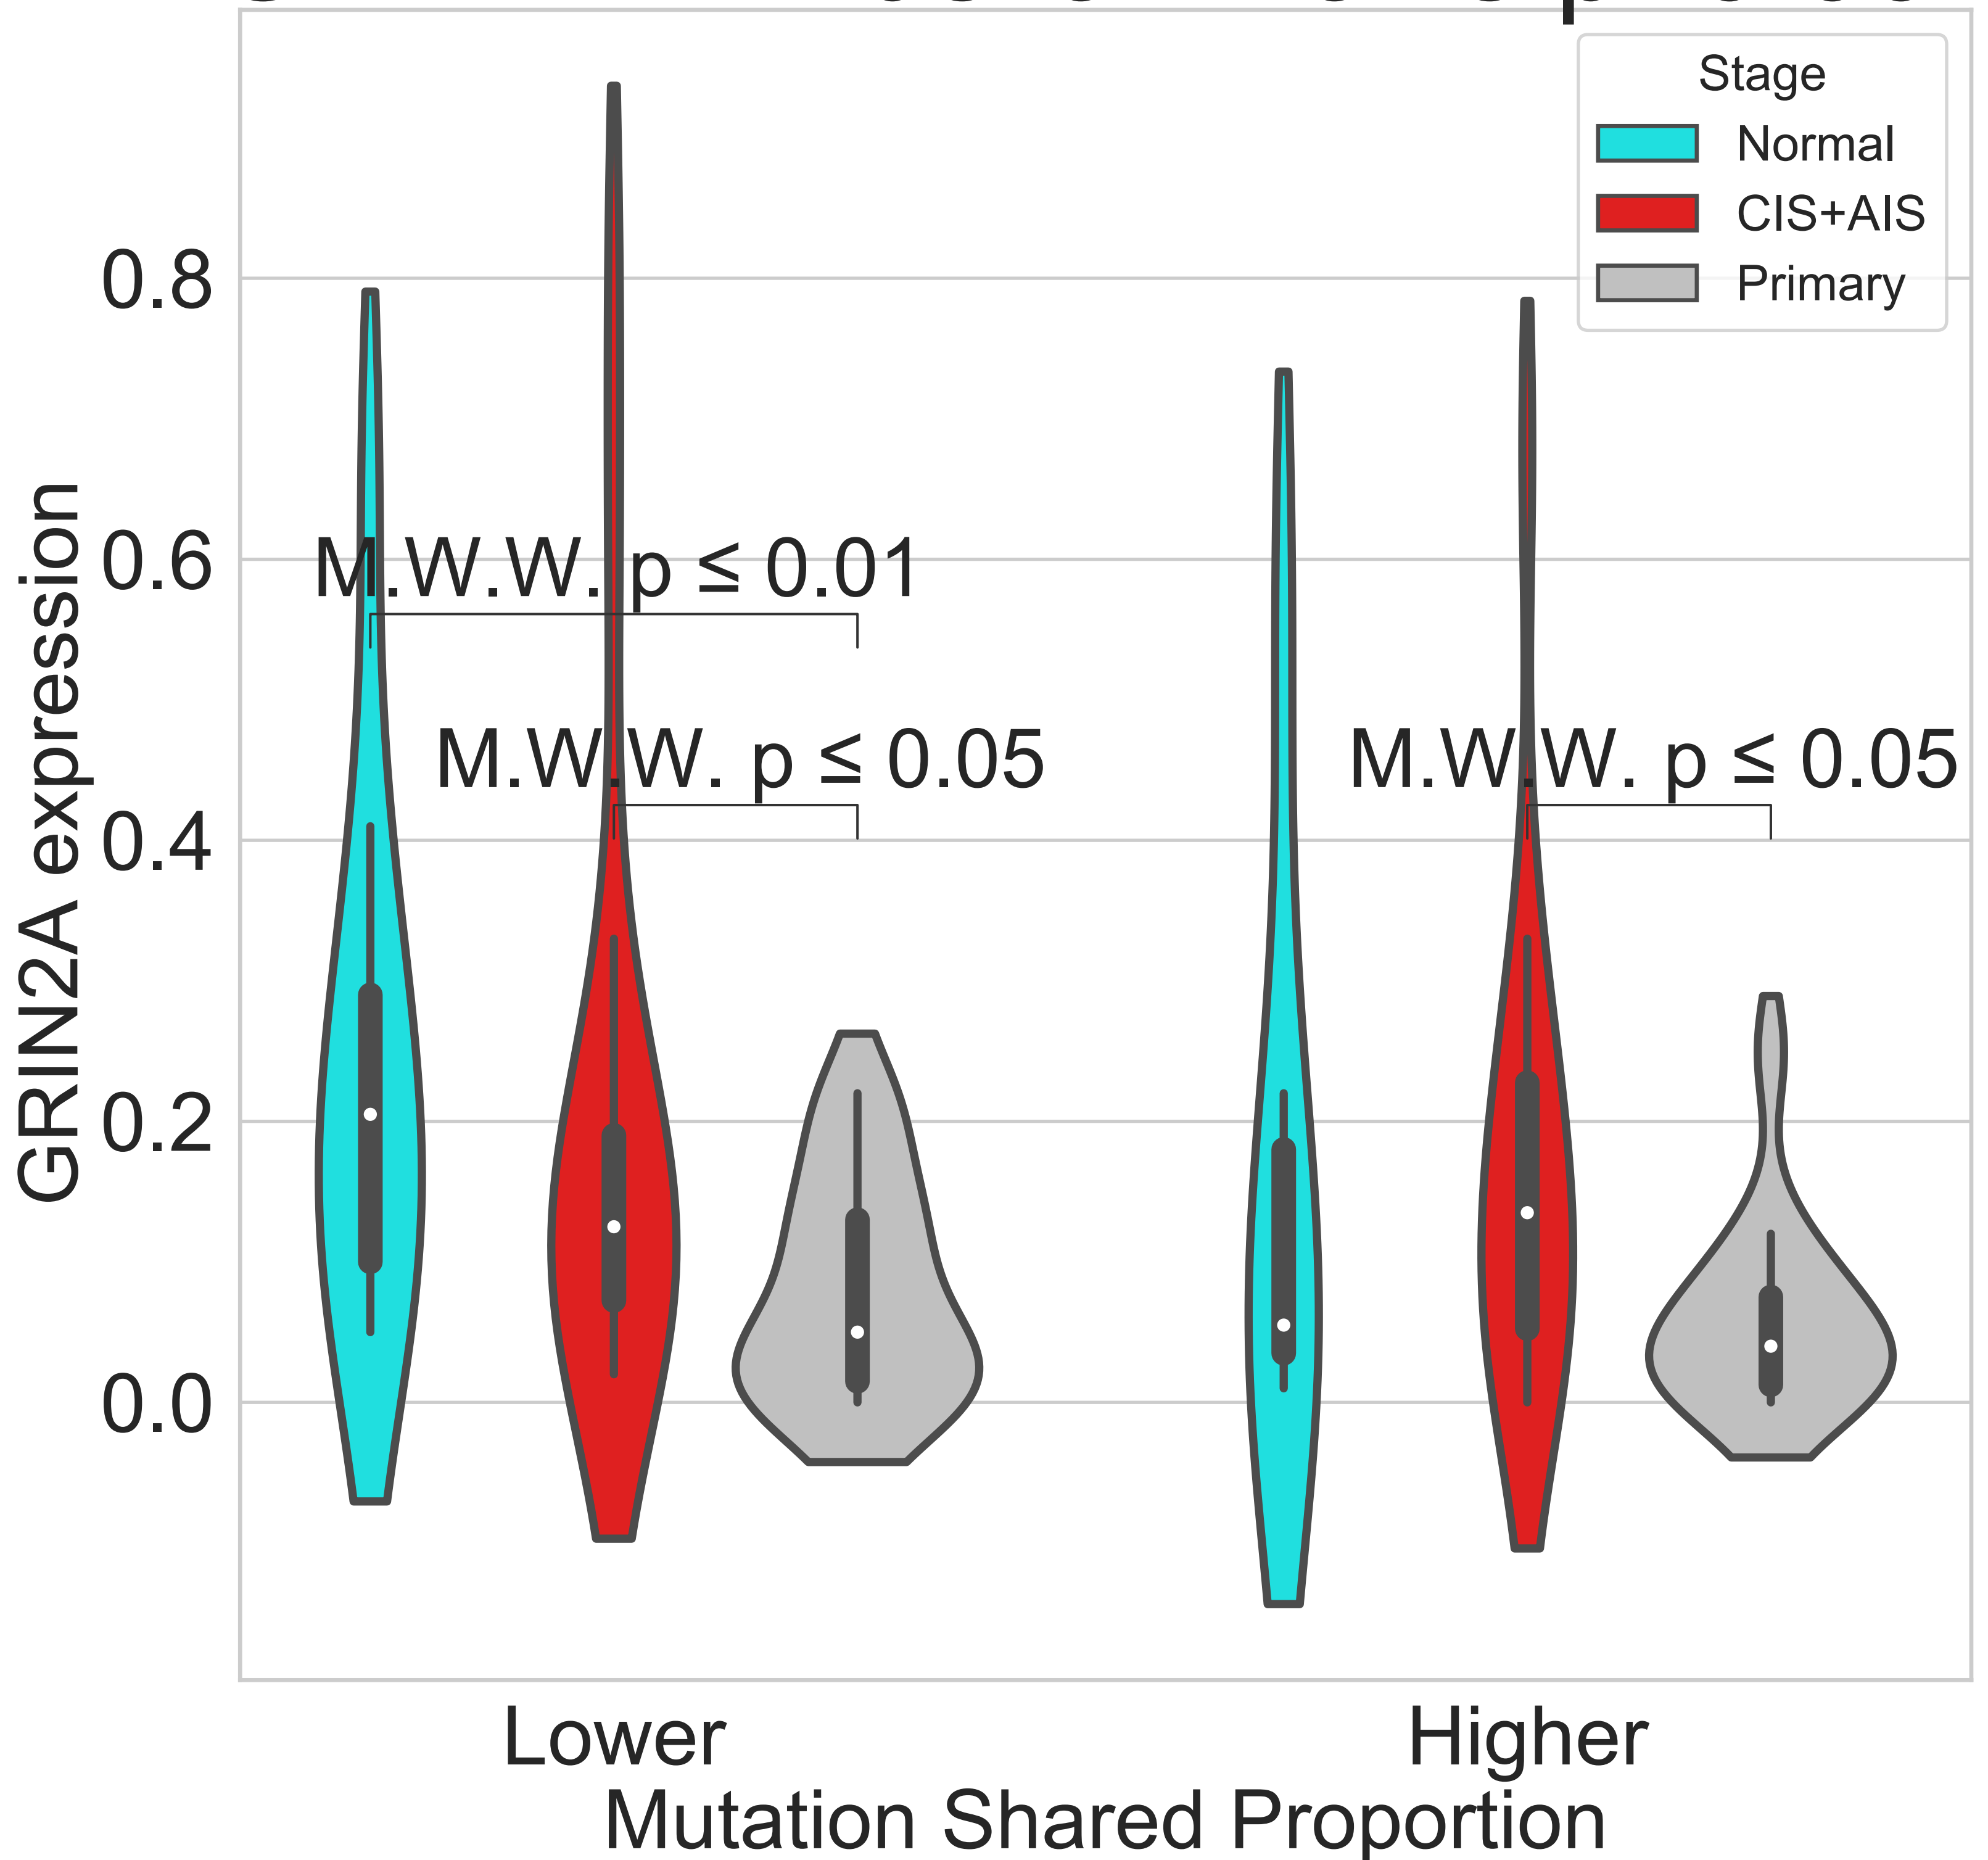 Stage
Normal
CIS+AIS
Primary
GRIN2A expression
0.8
0.6
0.4
0.2
0.0
M.W.W. p ≤ 0.01
M.W.W. p ≤ 0.05
M.W.W. p ≤ 0.05
Lower
Higher
Mutation Shared Proportion